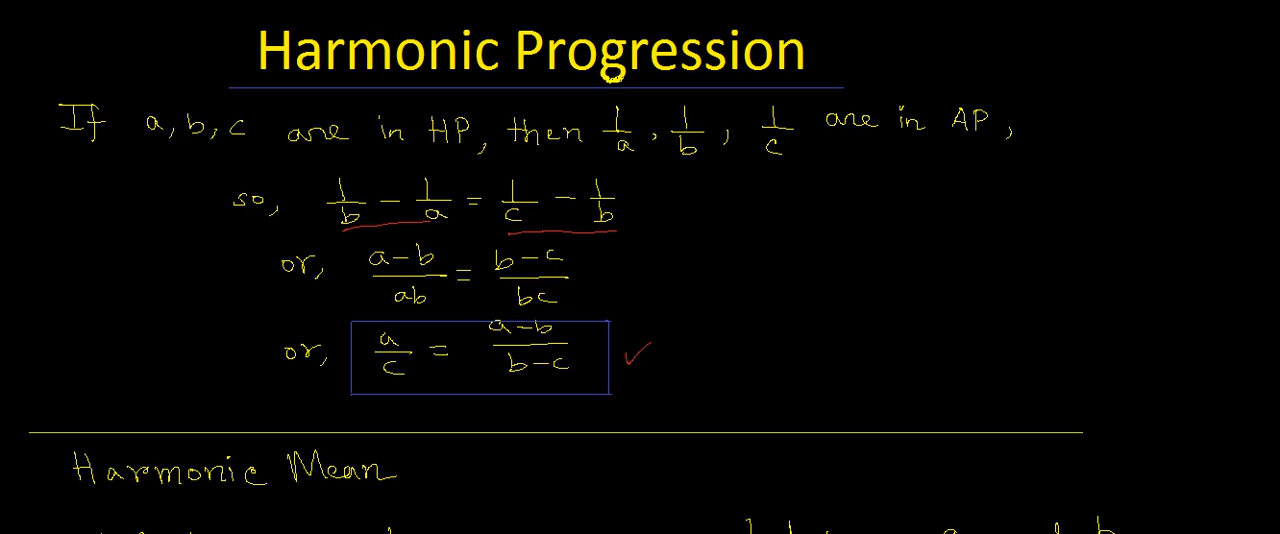 Harmonic Progression
If a, b, c are in HP, then 1/a, 1/b, 1/c are in AP,
so, 1/b - 1/a = 1/c - 1/b
or, a-b/ab = b-c/bc
or, a/c = a-b/b-c ✓
Harmonic Mean